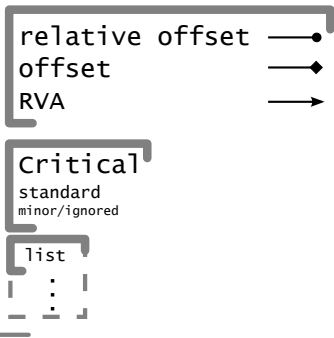 relative offset
offset
RVA
Critical
standard
minor/ignored
list